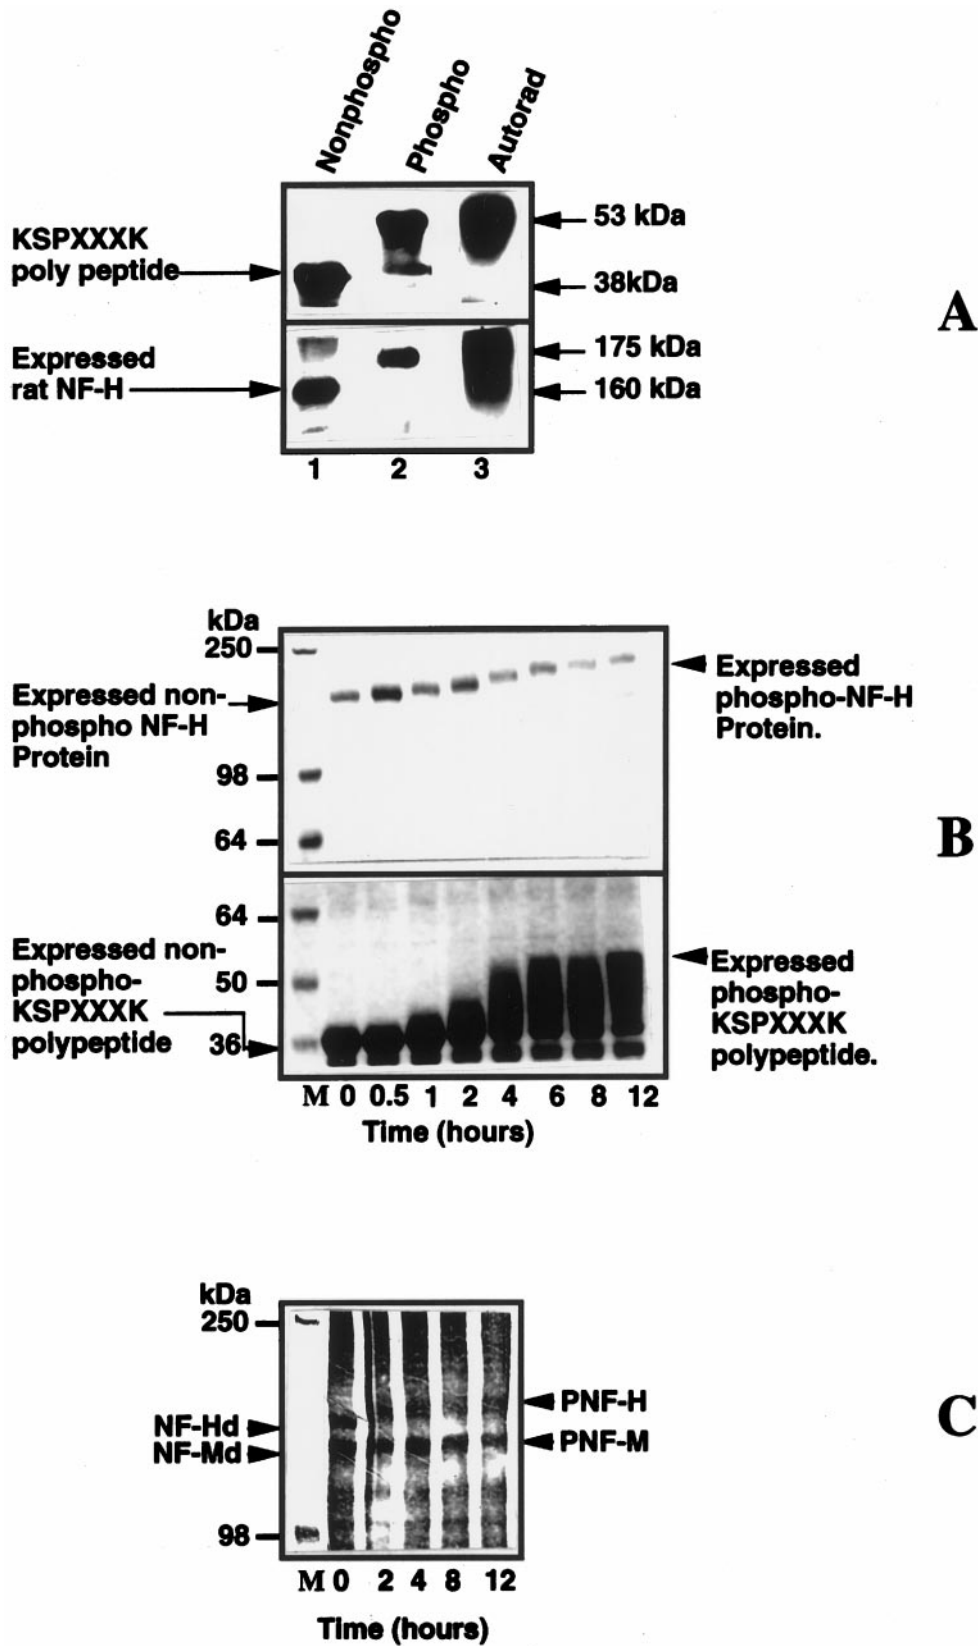 Nonphospho
Phospho
Autorad
KSPXXXK
poly peptide
53 kDa
38kDa
A
Expressed
rat NF-H
175 kDa
160 kDa
1 2 3
kDa
250
Expressed non-
phospho NF-H
Protein
98
64
Expressed
phospho-NF-H
Protein.
B
64
Expressed non-
phospho-
KSPXXXK
polypeptide
50
36
Expressed
phospho-
KSPXXXK
polypeptide.
M 0 0.5 1 2 4 6 8 12
Time (hours)
kDa
250
NF-Hd
NF-Md
98
PNF-H
PNF-M
C
M 0 2 4 8 12
Time (hours)